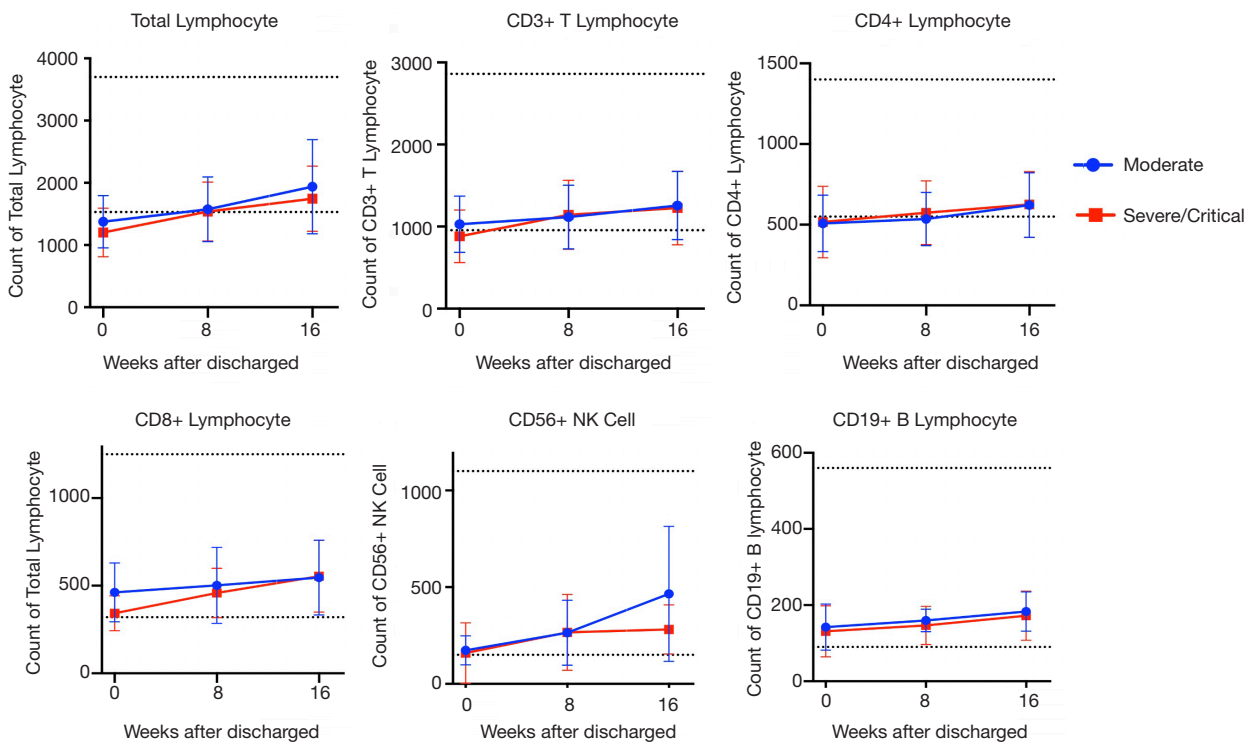 Total Lymphocyte
CD3+ T Lymphocyte
CD4+ Lymphocyte
Count of Total Lymphocyte
4000
3000
2000
1000
0
0 8 16
Weeks after discharged
Count of CD3+ T Lymphocyte
3000
2000
1000
0
0 8 16
Weeks after discharged
Count of CD4+ Lymphocyte
1500
1000
500
0
0 8 16
Weeks after discharged
Moderate
Severe/Critical
CD8+ Lymphocyte
CD56+ NK Cell
CD19+ B Lymphocyte
Count of Total Lymphocyte
1000
500
0
0 8 16
Weeks after discharged
Count of CD56+ NK Cell
1000
500
0
0 8 16
Weeks after discharged
Count of CD19+ B lymphocyte
600
400
200
0
0 8 16
Weeks after discharged